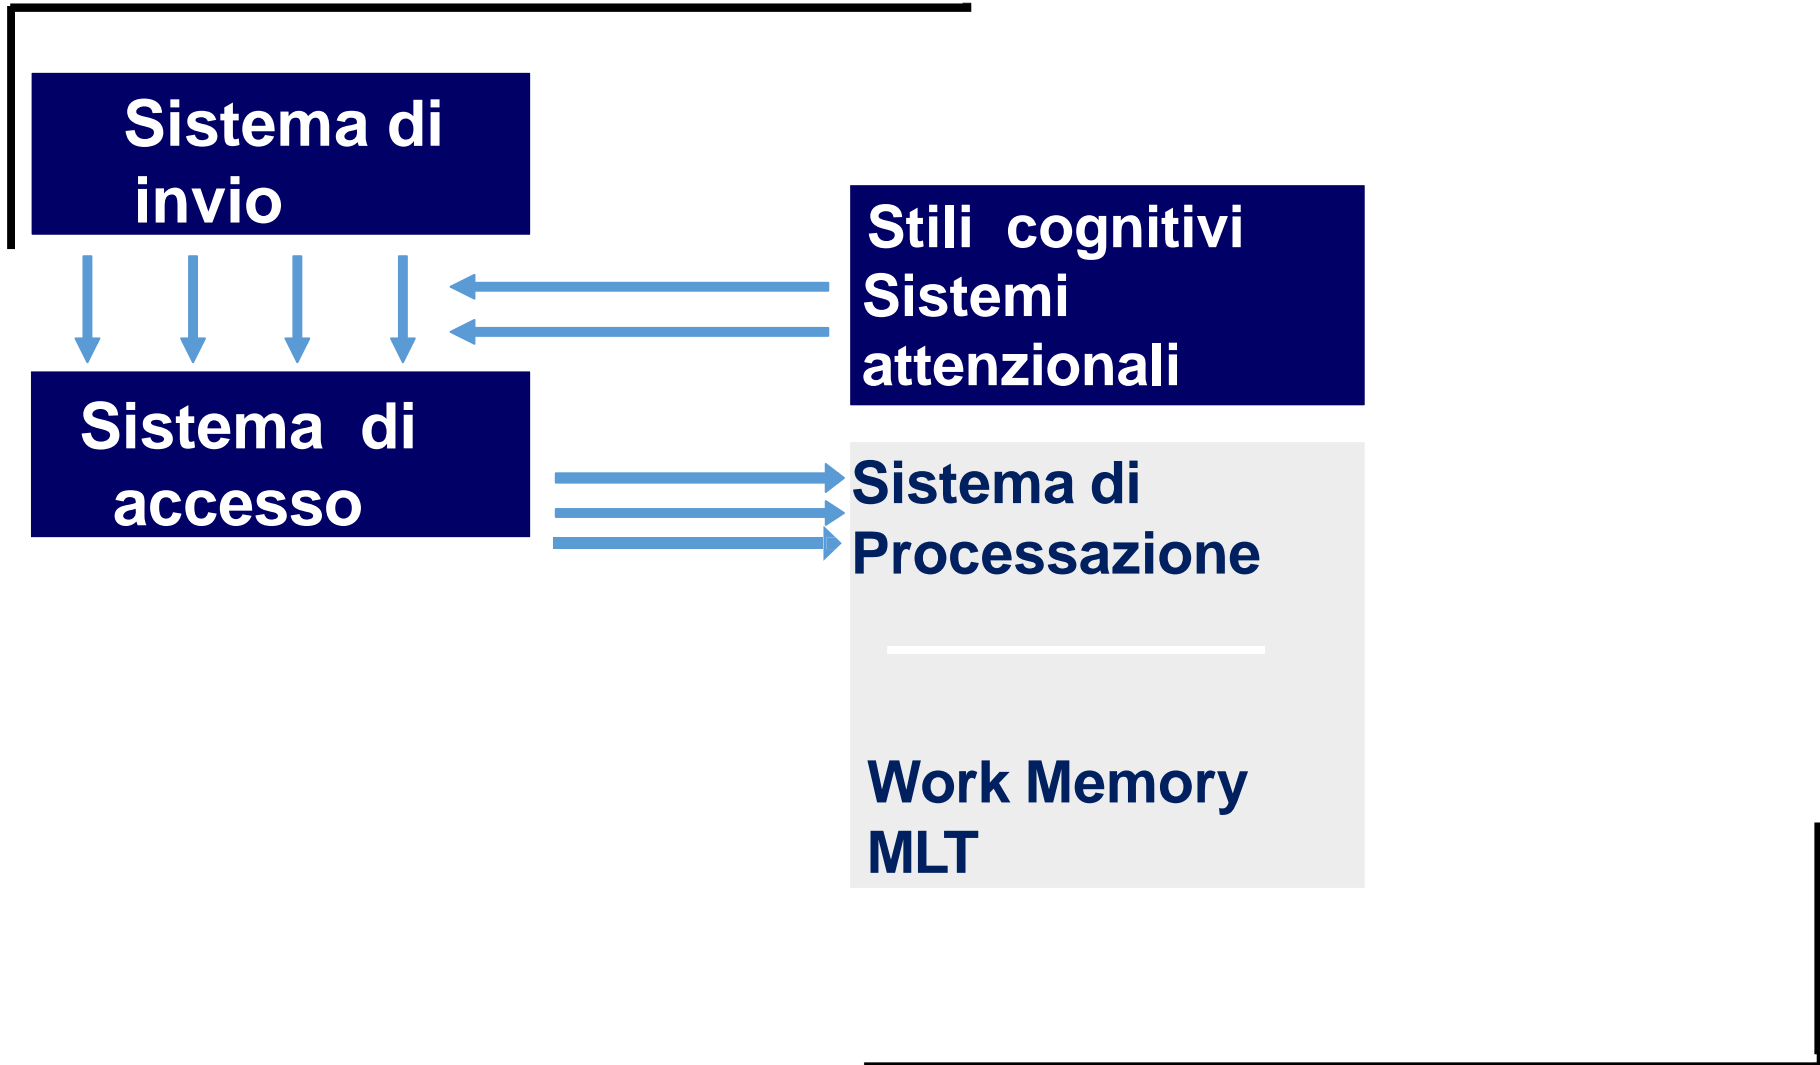 Sistema di
invio
Stili cognitivi
Sistemi
attenzionali
Sistema di
accesso
Sistema di
Processazione
Work Memory
MLT